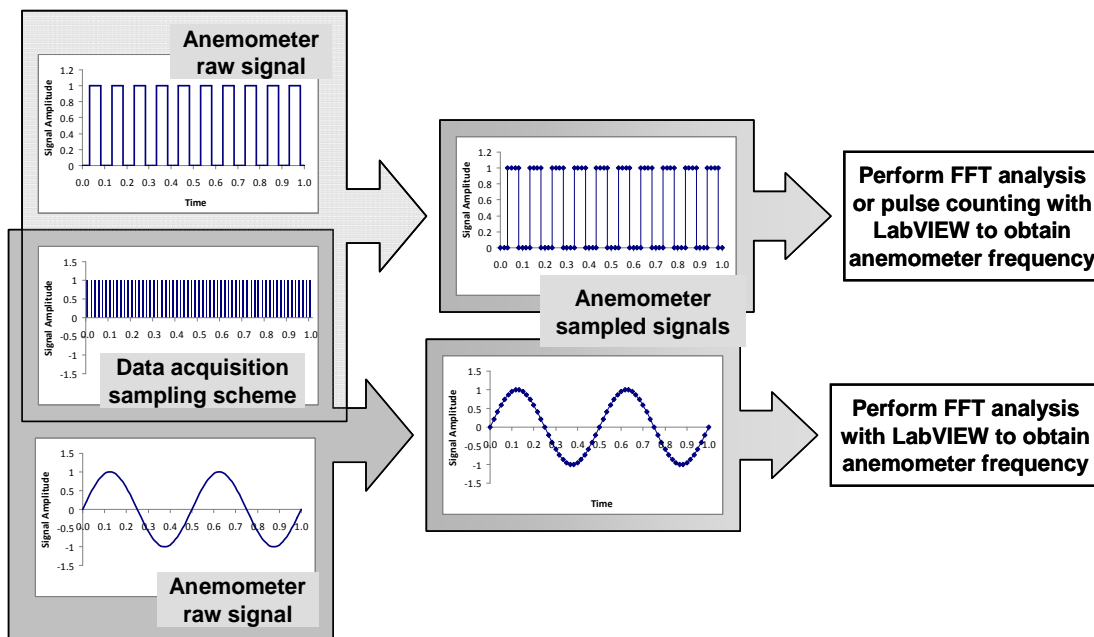 Anemometer
raw signal
Signal Amplitude
1.2
1
0.8
0.6
0.4
0.2
0
0.0 0.1 0.2 0.3 0.4 0.5 0.6 0.7 0.8 0.9 1.0
Time
Signal Amplitude
1.5
1
0.5
0
-0.5
-1
-1.5
0.0 0.1 0.2 0.3 0.4 0.5 0.6 0.7 0.8 0.9 1.0
Data acquisition
sampling scheme
Signal Amplitude
1.5
1
0.5
0
-0.5
-1
-1.5
0.0 0.1 0.2 0.3 0.4 0.5 0.6 0.7 0.8 0.9 1.0
Anemometer
raw signal
Signal Amplitude
1.2
1
0.8
0.6
0.4
0.2
0
0.0 0.1 0.2 0.3 0.4 0.5 0.6 0.7 0.8 0.9 1.0
Anemometer
sampled signals
Signal Amplitude
1.5
1
0.5
0
-0.5
-1
-1.5
0.0 0.1 0.2 0.3 0.4 0.5 0.6 0.7 0.8 0.9 1.0
Time
Perform FFT analysis
or pulse counting with
LabVIEW to obtain
anemometer frequency
Perform FFT analysis
with LabVIEW to obtain
anemometer frequency